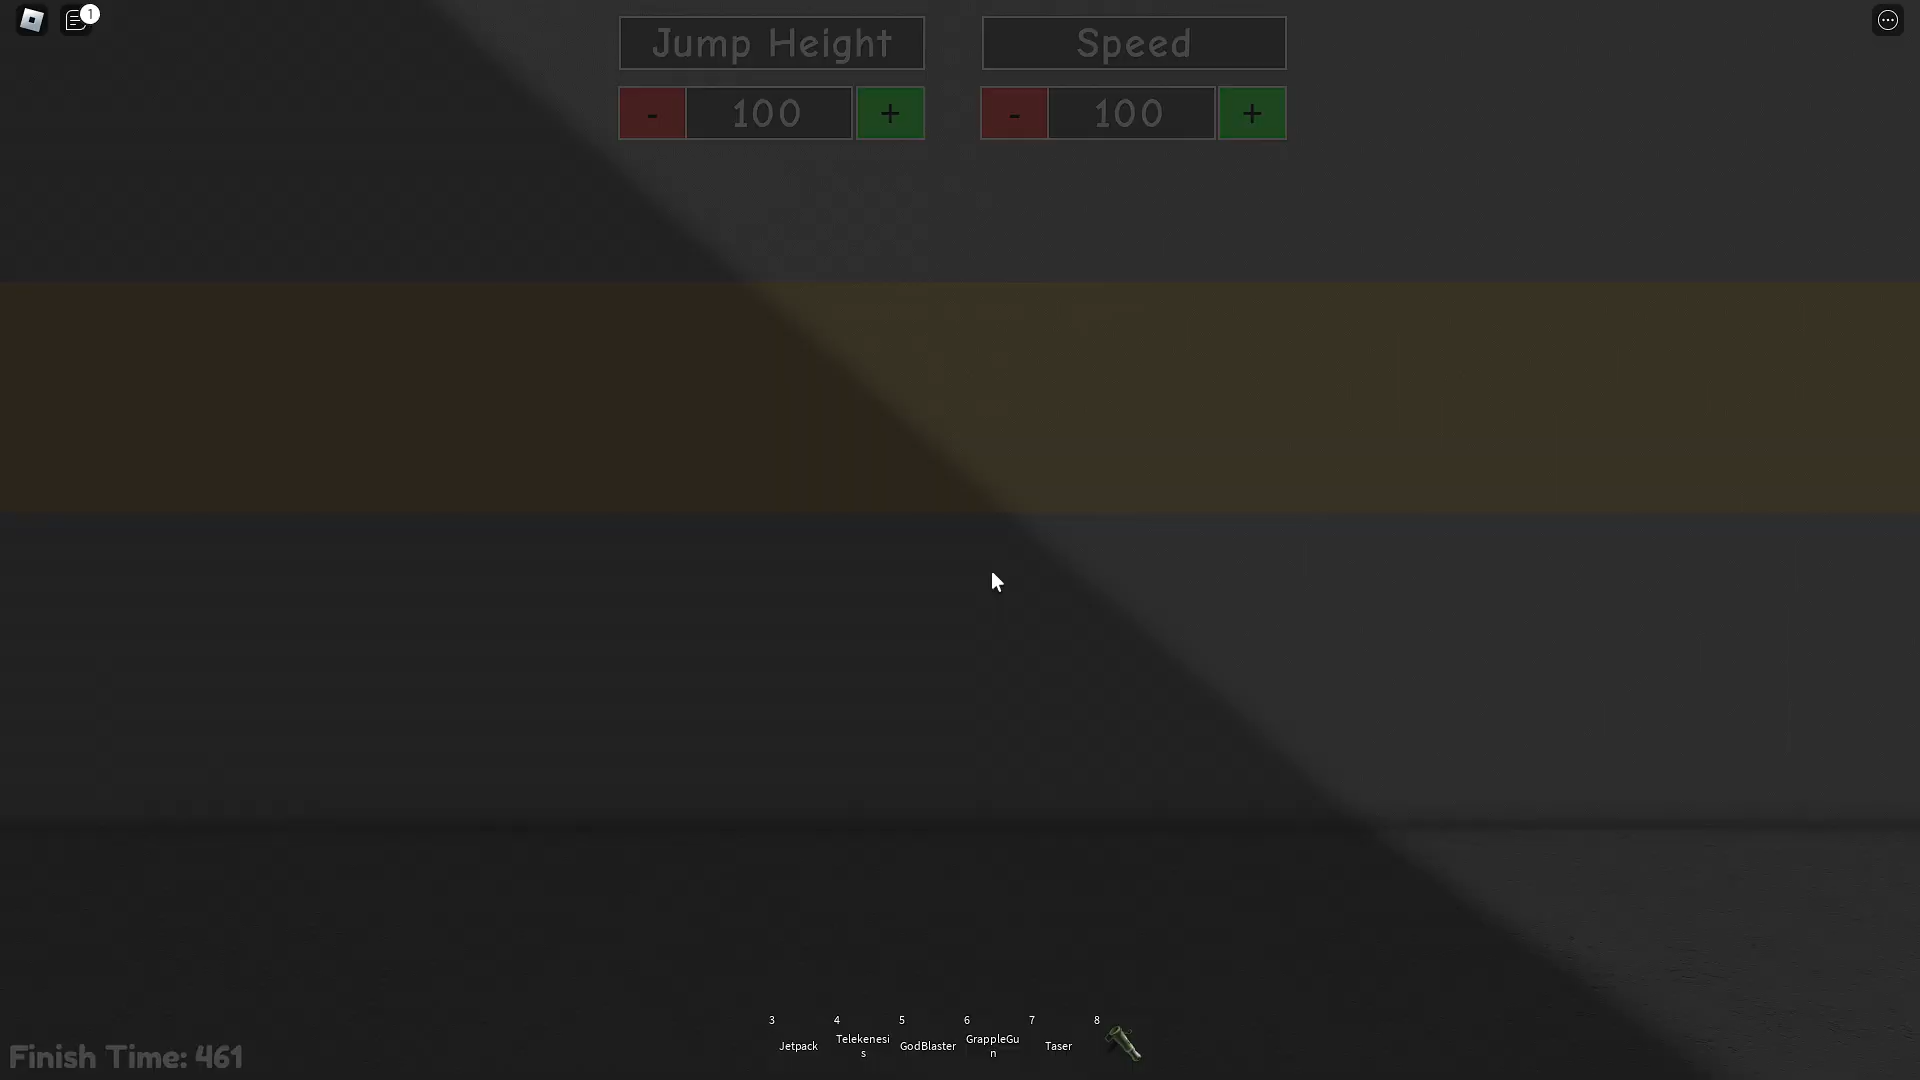 1
Jump Height
Speed
- 100 +
- 100 +
3
4
5
6
7
8
Jetpack
Telekenesi
s
GodBlaster
GrappleGu
n
Taser
Finish Time: 461